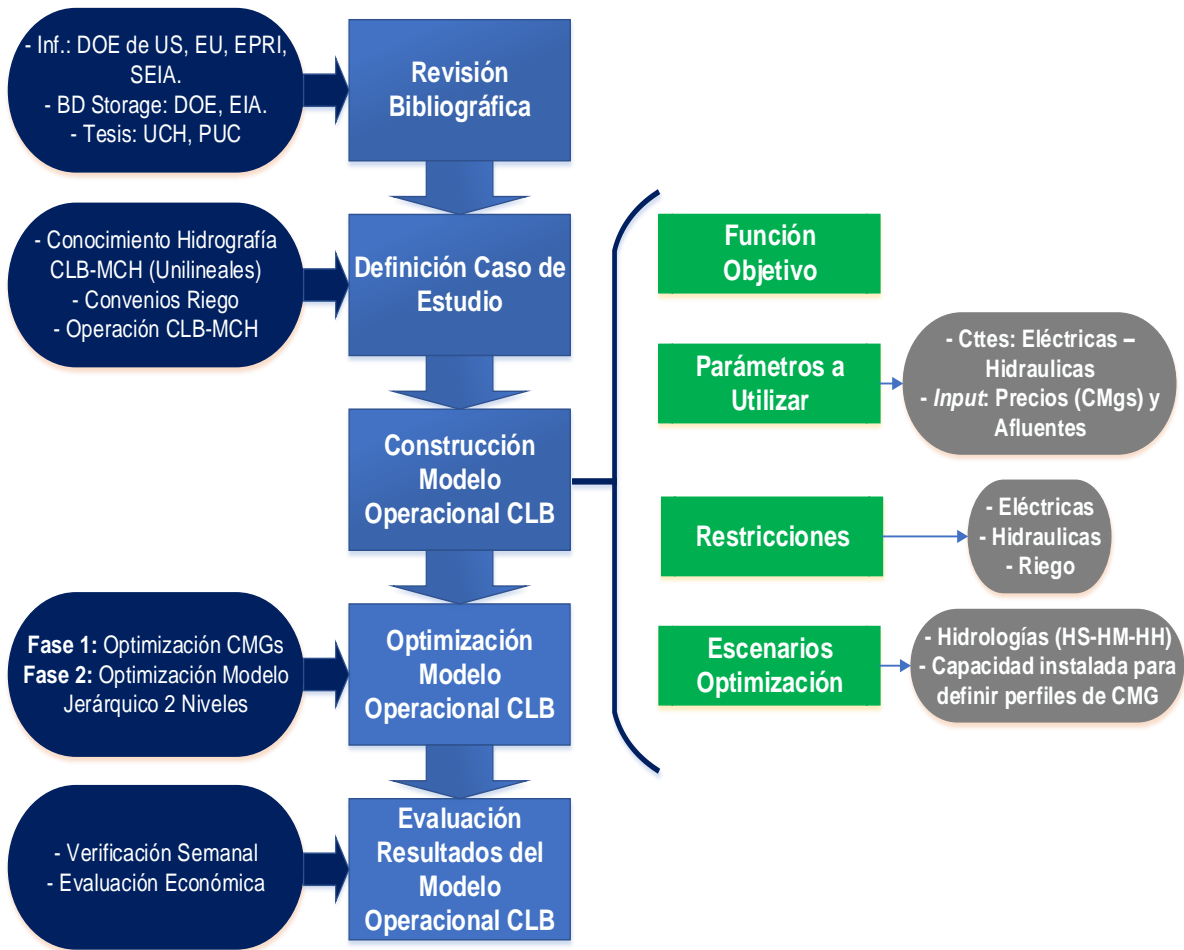 - Inf.: DOE de US, EU, EPRI,
SEIA.
- BD Storage: DOE, EIA.
- Tesis: UCH, PUC
Revisión
Bibliográfica
- Conocimiento Hidrografía
CLB-MCH (Unilineales)
- Convenios Riego
- Operación CLB-MCH
Definición Caso de
Estudio
Construcción
Modelo
Operacional CLB
Función
Objetivo
Parámetros a
Utilizar
- Cttes: Eléctricas –
Hidraulicas
- Input: Precios (CMgs) y
Afluentes
Restricciones
- Eléctricas
- Hidraulicas
- Riego
Escenarios
Optimización
- Hidrologías (HS-HM-HH)
- Capacidad instalada para
definir perfiles de CMG
Fase 1: Optimización CMGs
Fase 2: Optimización Modelo
Jerárquico 2 Niveles
Optimización
Modelo
Operacional CLB
- Verificación Semanal
- Evaluación Económica
Evaluación
Resultados del
Modelo
Operacional CLB